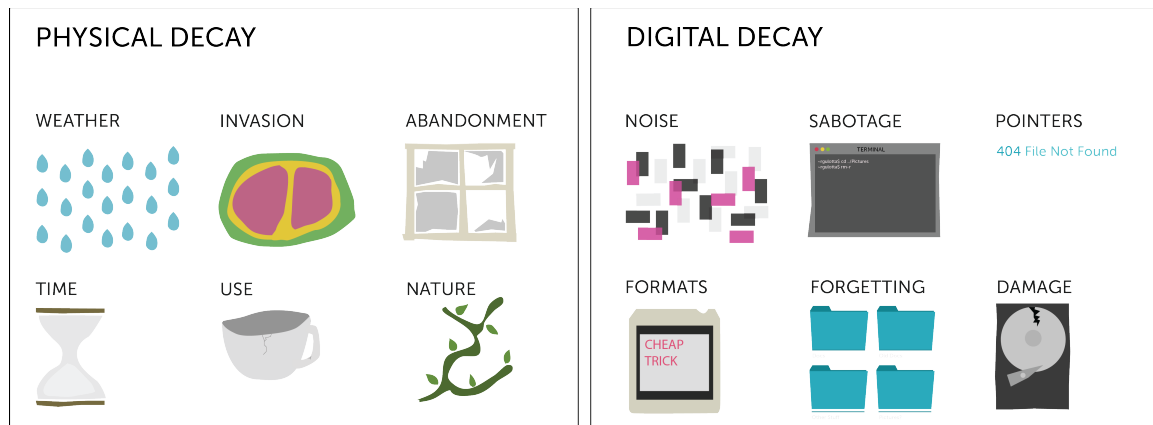 PHYSICAL DECAY
WEATHER
INVASION
ABANDONMENT
TIME
USE
NATURE
DIGITAL DECAY
NOISE
SABOTAGE
POINTERS
TERMINAL
404 File Not Found
FORMATS
FORGETTING
DAMAGE
CHEAP
TRICK